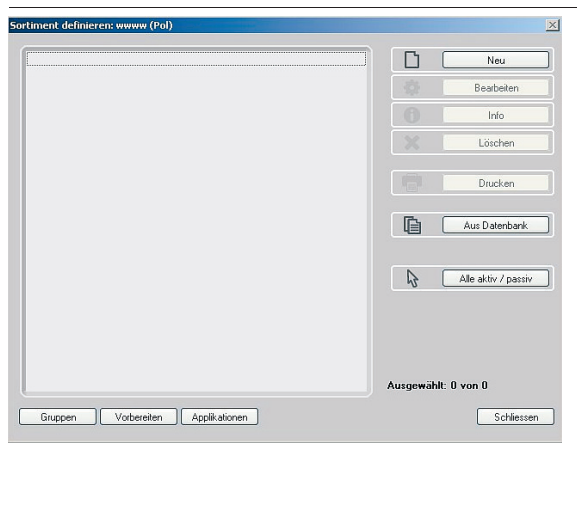 Sortiment definieren: wwww (Pol)
Neu
Bearbeiten
Info
Löschen
Drucken
Aus Datenbank
Alle aktiv / passiv
Ausgewählt: 0 von 0
Gruppen
Vorbereiten
Applikationen
Schliessen